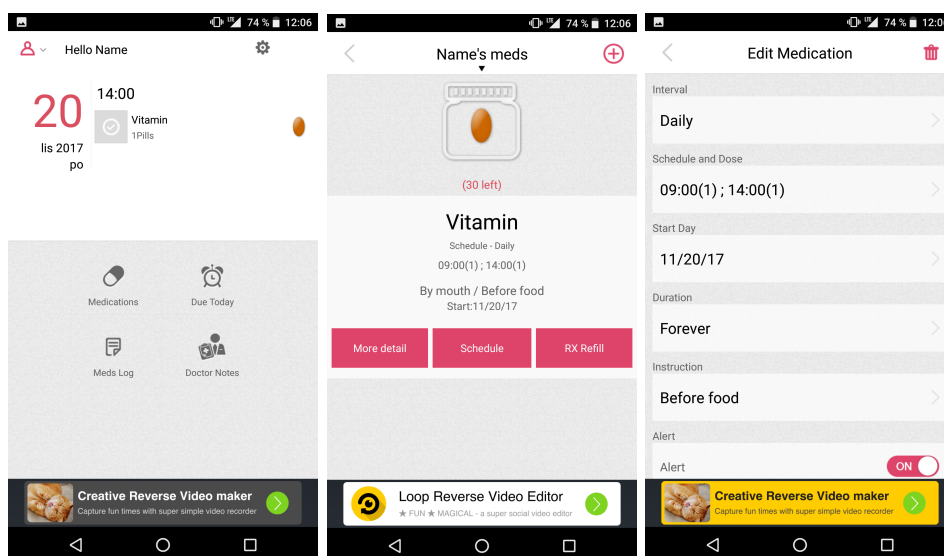 74 % 12:06
Hello Name
20
lis 2017
po
14:00
Vitamin
1Pills
Medications
Due Today
Meds Log
Doctor Notes
Creative Reverse Video maker
Capture fun times with super simple video recorder
74 % 12:06
Name's meds
(30 left)
Vitamin
Schedule - Daily
09:00(1) ; 14:00(1)
By mouth / Before food
Start:11/20/17
More detail
Schedule
RX Refill
Loop Reverse Video Editor
★ FUN ★ MAGICAL - a super social video editor
74 % 12:06
Edit Medication
Interval
Daily
Schedule and Dose
09:00(1) ; 14:00(1)
Start Day
11/20/17
Duration
Forever
Instruction
Before food
Alert
Alert
ON
Creative Reverse Video maker
Capture fun times with super simple video recorder